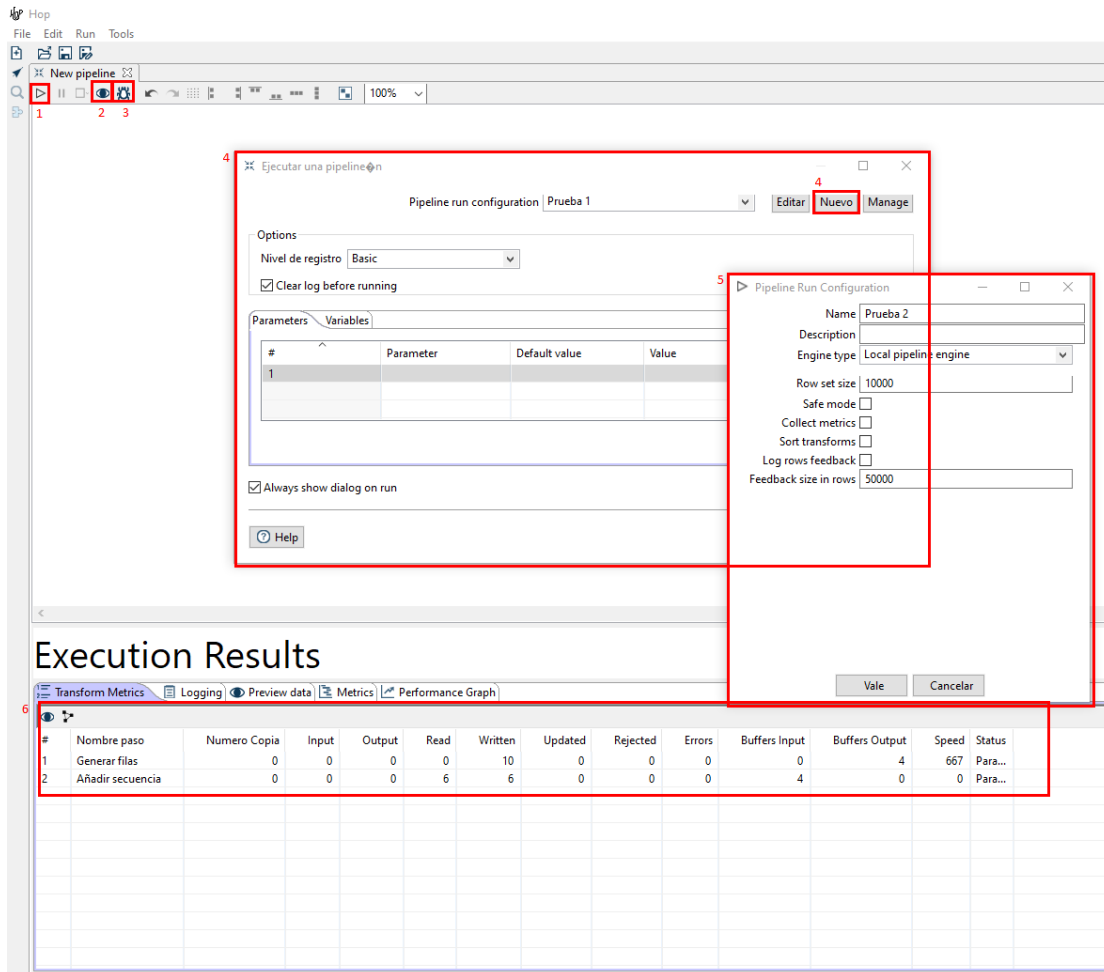 Hop
File Edit Run Tools
New pipeline
100%
1 2 3
4 Ejecutar una pipeline�n
4
Pipeline run configuration Prueba 1 Editar Nuevo Manage
Options
Nivel de registro Basic
Clear log before running
Parameters Variables
# Parameter Default value Value
1
Always show dialog on run
Help
5 Pipeline Run Configuration
Name Prueba 2
Description
Engine type Local pipeline engine
Row set size 10000
Safe mode
Collect metrics
Sort transforms
Log rows feedback
Feedback size in rows 50000
Vale Cancelar
Execution Results
Transform Metrics Logging Preview data Metrics Performance Graph
6
# Nombre paso Numero Copia Input Output Read Written Updated Rejected Errors Buffers Input Buffers Output Speed Status
1 Generar filas 0 0 0 0 10 0 0 0 0 4 667 Para...
2 Añadir secuencia 0 0 0 6 6 0 0 0 4 0 0 Para...